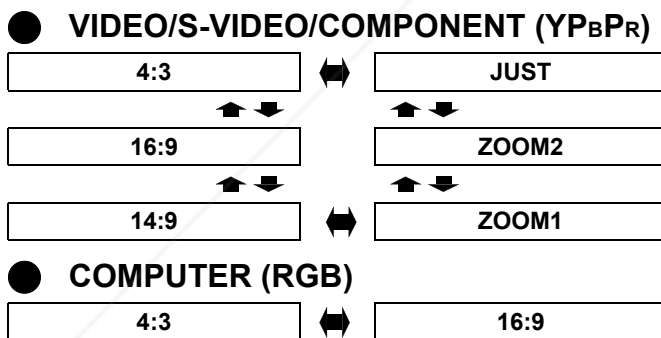 ● VIDEO/S-VIDEO/COMPONENT (YPBPR)
4:3 JUST
16:9 ZOOM2
14:9 ZOOM1
● COMPUTER (RGB)
4:3 16:9